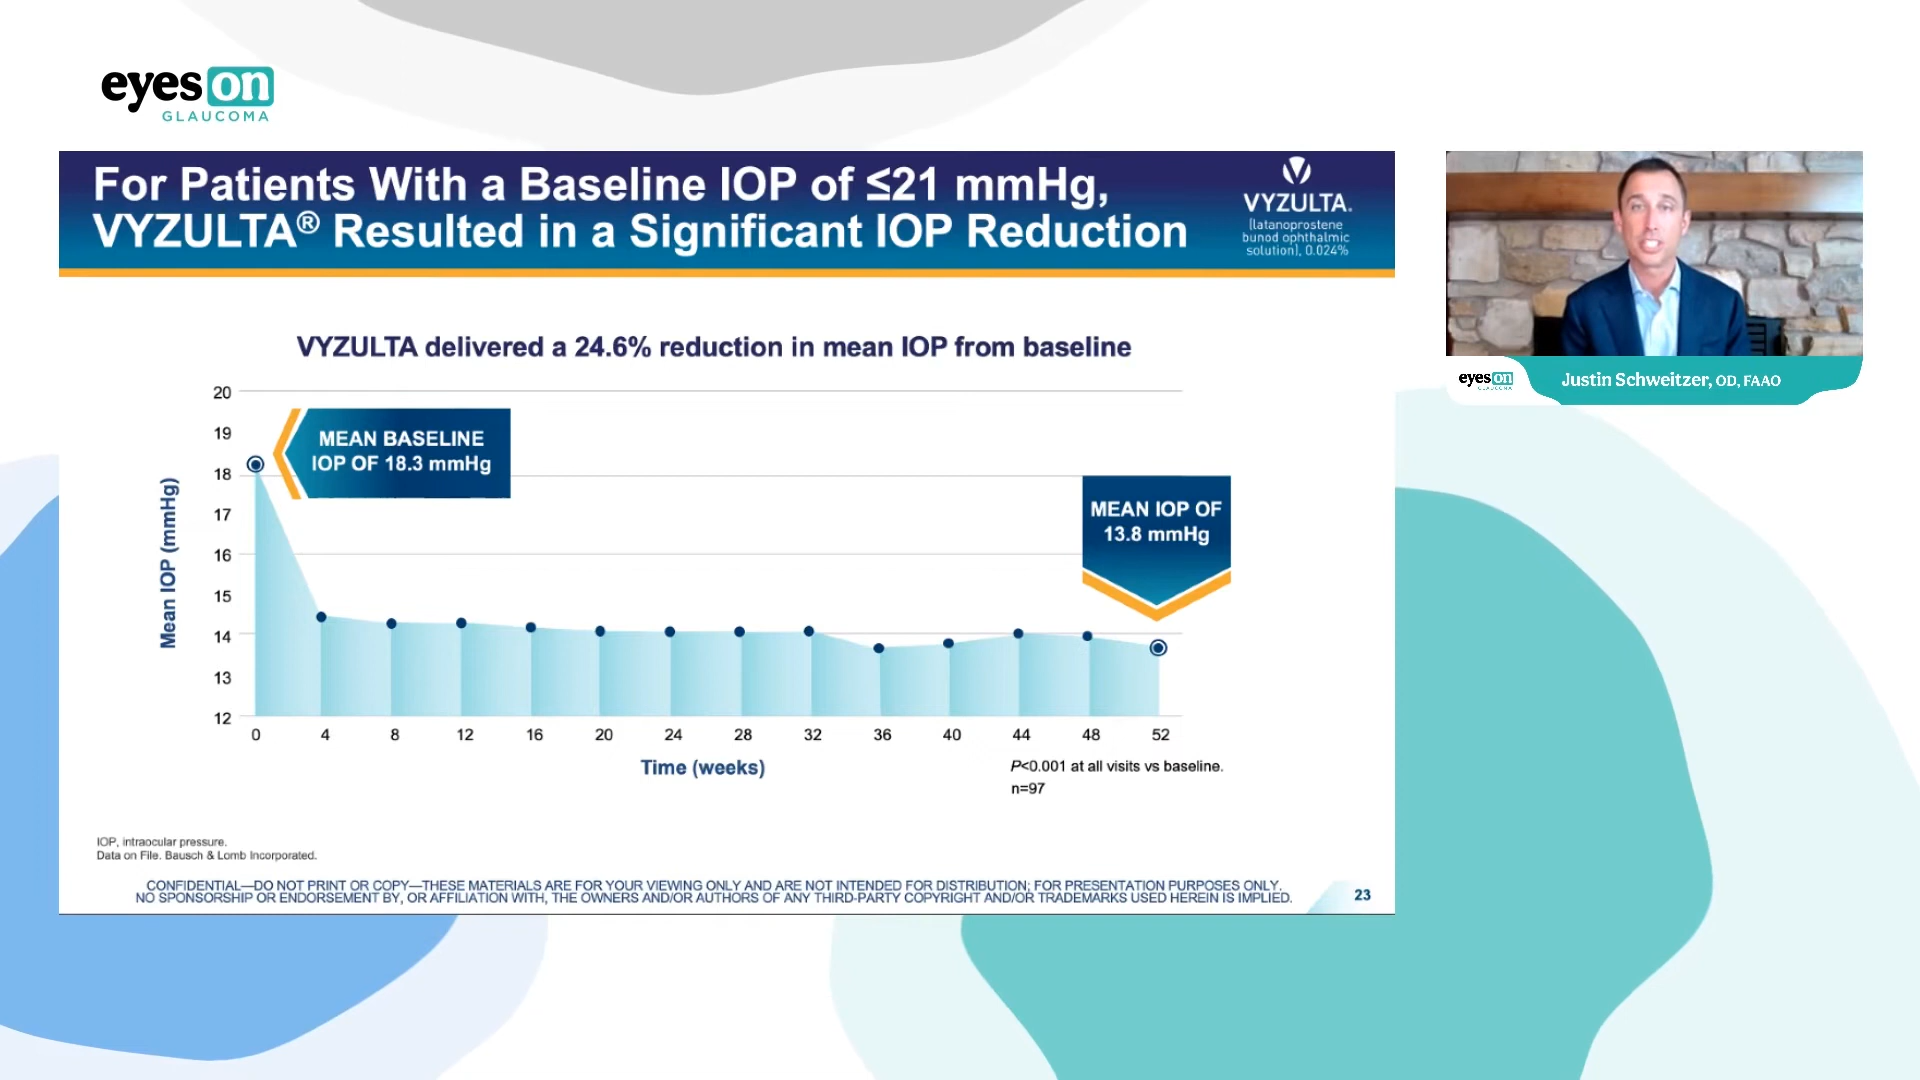 eyes on
GLAUCOMA
For Patients With a Baseline IOP of ≤21 mmHg,
VYZULTA® Resulted in a Significant IOP Reduction
VYZULTA.
(latanoprostene
bunod ophthalmic
solution), 0.024%
eyes on
GLAUCOMA
Justin Schweitzer, OD, FAAO
VYZULTA delivered a 24.6% reduction in mean IOP from baseline
Mean IOP (mmHg)
20
19
18
17
16
15
14
13
12
MEAN BASELINE
IOP OF 18.3 mmHg
MEAN IOP OF
13.8 mmHg
0 4 8 12 16 20 24 28 32 36 40 44 48 52
Time (weeks)
P<0.001 at all visits vs baseline.
n=97
IOP, intraocular pressure.
Data on File. Bausch & Lomb Incorporated.
CONFIDENTIAL—DO NOT PRINT OR COPY—THESE MATERIALS ARE FOR YOUR VIEWING ONLY AND ARE NOT INTENDED FOR DISTRIBUTION; FOR PRESENTATION PURPOSES ONLY.
NO SPONSORSHIP OR ENDORSEMENT BY, OR AFFILIATION WITH, THE OWNERS AND/OR AUTHORS OF ANY THIRD-PARTY COPYRIGHT AND/OR TRADEMARKS USED HEREIN IS IMPLIED.
23